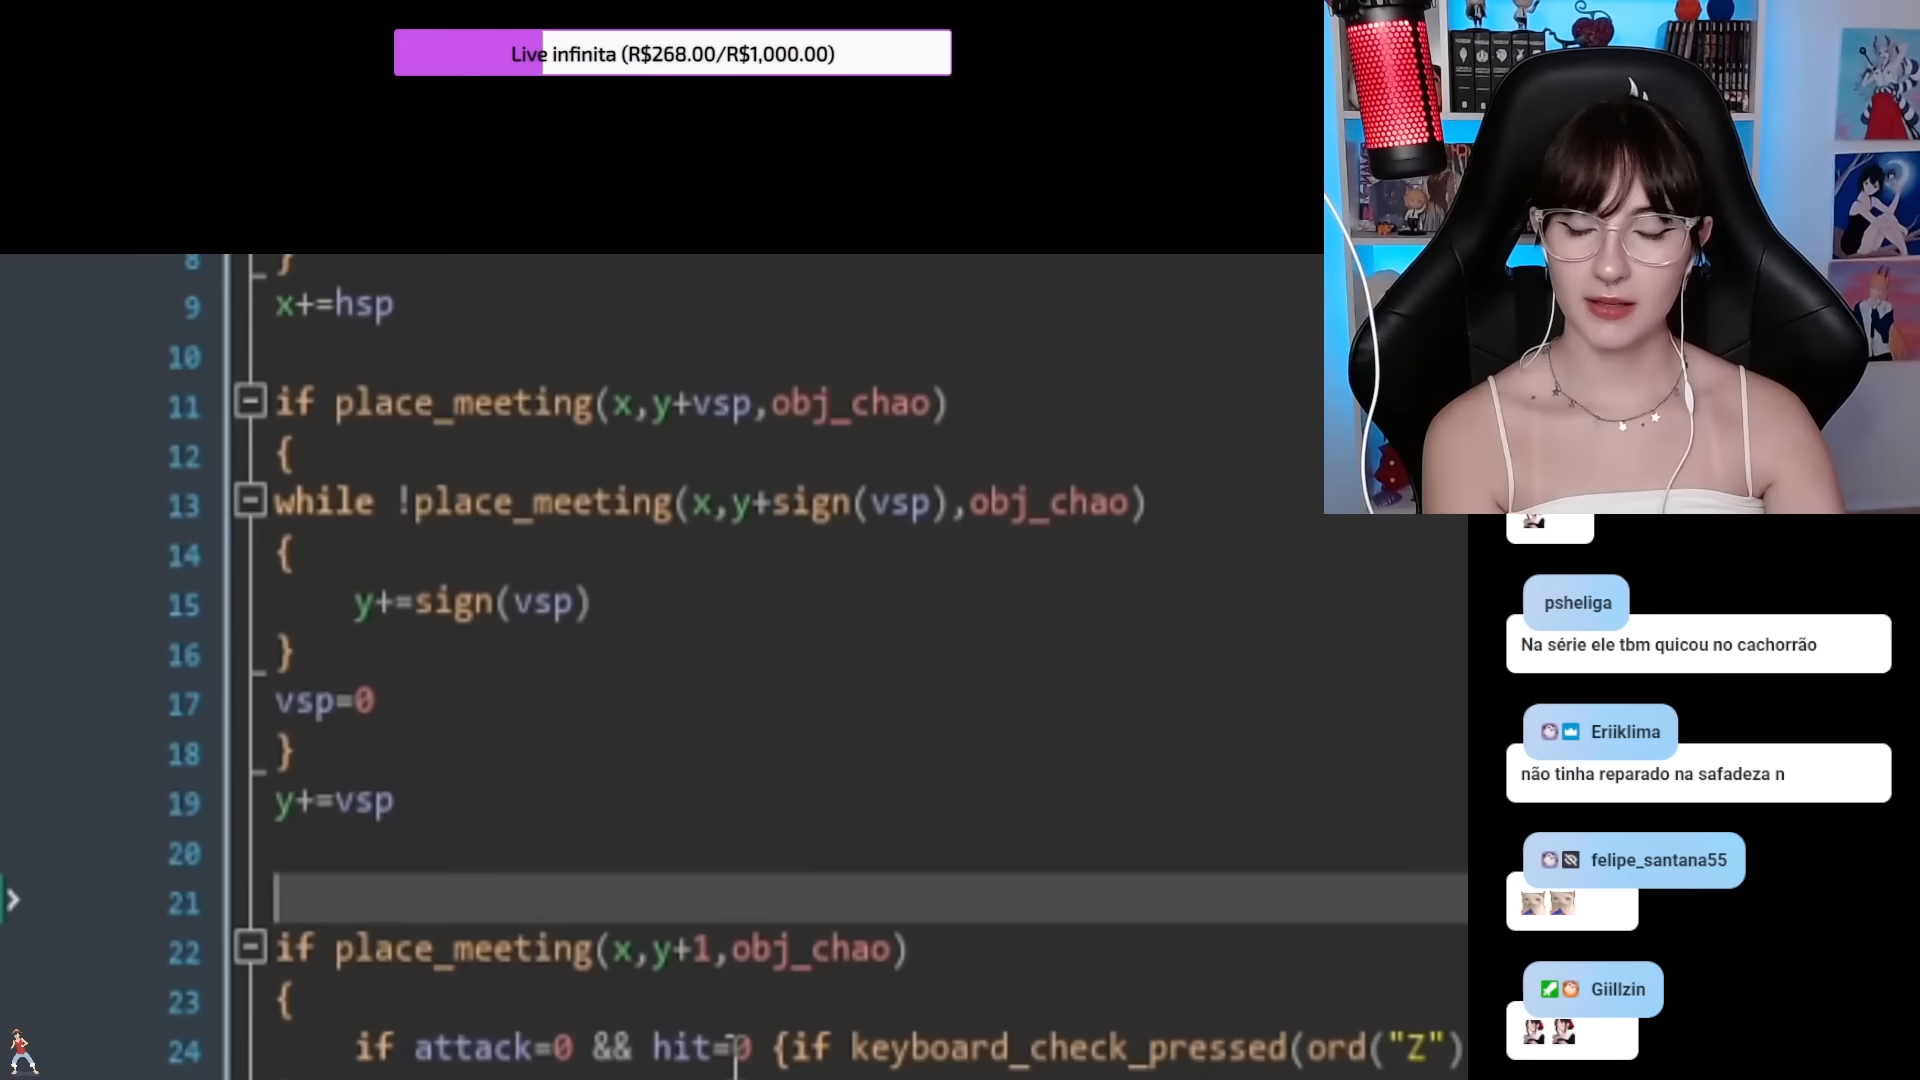 Live infinita (R$268.00/R$1,000.00)
8 }
9 x+=hsp
10
11 if place_meeting(x,y+vsp,obj_chao)
12 {
13 while !place_meeting(x,y+sign(vsp),obj_chao)
14 {
15 y+=sign(vsp)
16 }
17 vsp=0
18 }
19 y+=vsp
20
21
22 if place_meeting(x,y+1,obj_chao)
23 {
24 if attack=0 && hit=0 {if keyboard_check_pressed(ord("Z")
psheliga
Na série ele tbm quicou no cachorrão
Eriiklima
não tinha reparado na safadeza n
felipe_santana55
Giillzin